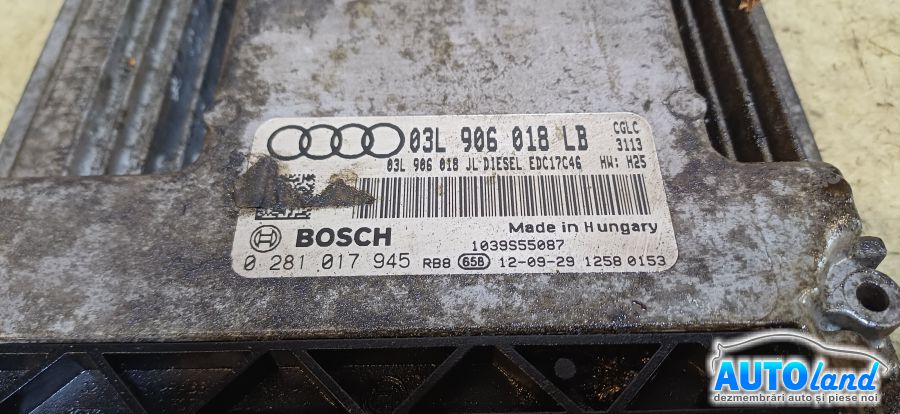 03L 906 018 LB CGLC
3113
03L 906 018 JL DIESEL EDC17C46 HW: H25
Made in Hungary
BOSCH 1039S55087
0 281 017 945 RB8 65B 12-09-29 1258 0153
AUTOland
dezmembrări auto și piese noi